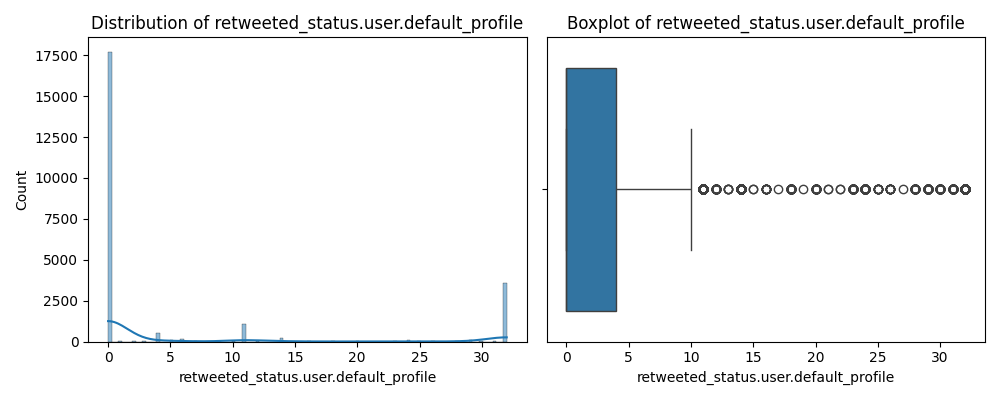 Distribution of retweeted_status.user.default_profile
Boxplot of retweeted_status.user.default_profile
Count
17500
15000
12500
10000
7500
5000
2500
0
0 5 10 15 20 25 30
retweeted_status.user.default_profile
0 5 10 15 20 25 30
retweeted_status.user.default_profile